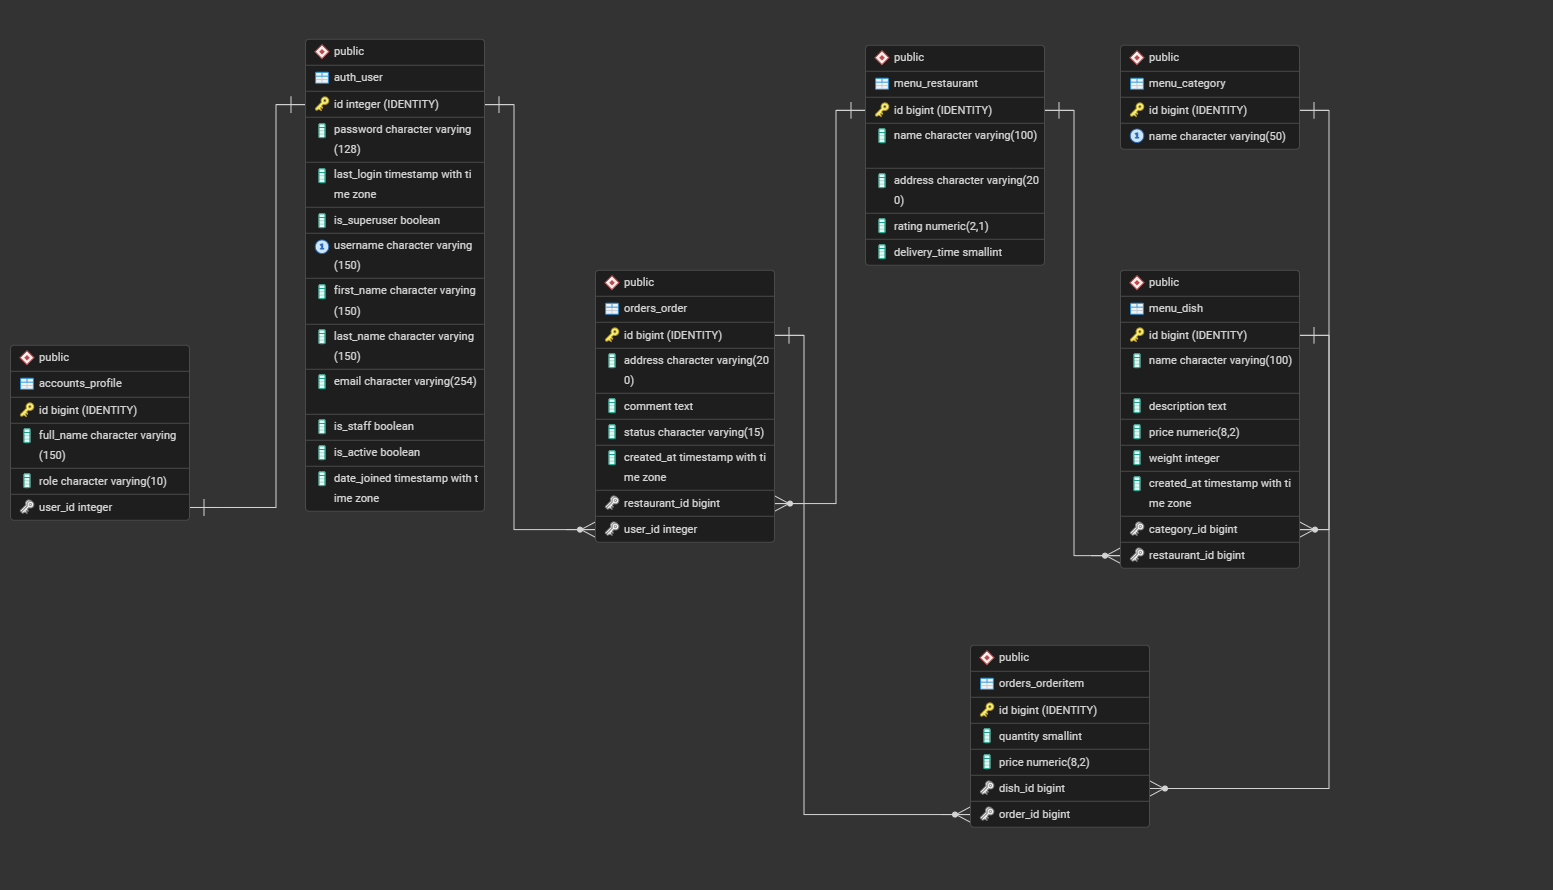 public
auth_user
id integer (IDENTITY)
password character varying
(128)
last_login timestamp with ti
me zone
is_superuser boolean
username character varying
(150)
first_name character varying
(150)
last_name character varying
(150)
email character varying(254)
is_staff boolean
is_active boolean
date_joined timestamp with t
ime zone
public
accounts_profile
id bigint (IDENTITY)
full_name character varying
(150)
role character varying(10)
user_id integer
public
orders_order
id bigint (IDENTITY)
address character varying(20
0)
comment text
status character varying(15)
created_at timestamp with ti
me zone
restaurant_id bigint
user_id integer
public
menu_restaurant
id bigint (IDENTITY)
name character varying(100)
address character varying(20
0)
rating numeric(2,1)
delivery_time smallint
public
menu_category
id bigint (IDENTITY)
1
name character varying(50)
public
menu_dish
id bigint (IDENTITY)
name character varying(100)
description text
price numeric(8,2)
weight integer
created_at timestamp with ti
me zone
category_id bigint
restaurant_id bigint
public
orders_orderitem
id bigint (IDENTITY)
quantity smallint
price numeric(8,2)
dish_id bigint
order_id bigint